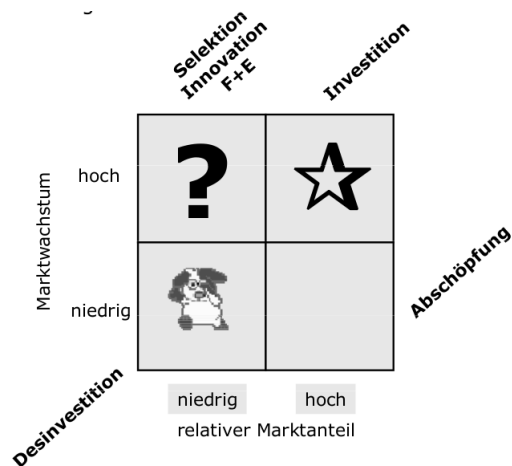 Selektion
Innovation
F+E
Investition
hoch
?
Marktwachstum
niedrig
Abschöpfung
Desinvestition
niedrig
hoch
relativer Marktanteil